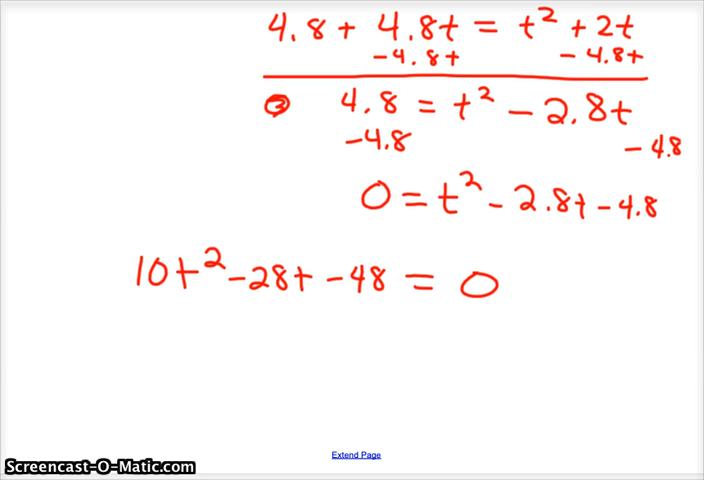 4.8 + 4.8t = t² + 2t
-4.8t -4.8t
4.8 = t² - 2.8t
-4.8 -4.8
0 = t² - 2.8t - 4.8
10t² - 28t - 48 = 0
Extend Page
Screencast-O-Matic.com